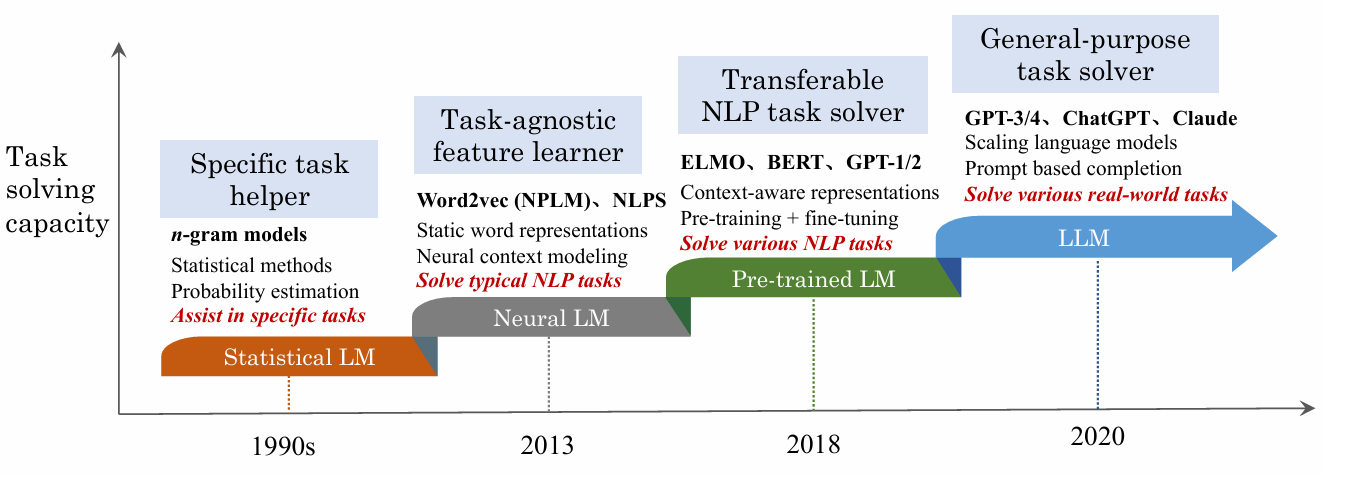 Task
solving
capacity
Specific task
helper
n-gram models
Statistical methods
Probability estimation
Assist in specific tasks
Statistical LM
1990s
Task-agnostic
feature learner
Word2vec (NPLM)、NLPS
Static word representations
Neural context modeling
Solve typical NLP tasks
Neural LM
2013
Transferable
NLP task solver
ELMO、BERT、GPT-1/2
Context-aware representations
Pre-training + fine-tuning
Solve various NLP tasks
Pre-trained LM
2018
General-purpose
task solver
GPT-3/4、ChatGPT、Claude
Scaling language models
Prompt based completion
Solve various real-world tasks
LLM
2020